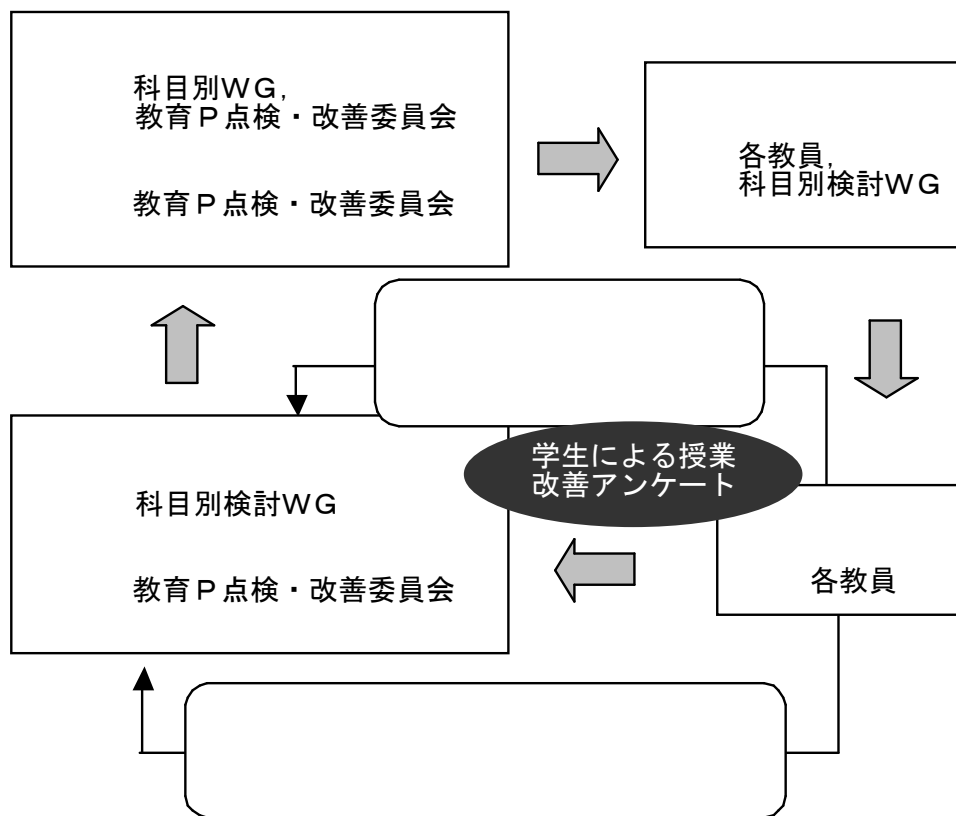 科目別WG,
教育P点検・改善委員会
教育P点検・改善委員会
各教員,
科目別検討WG
学生による授業
改善アンケート
科目別検討WG
教育P点検・改善委員会
各教員